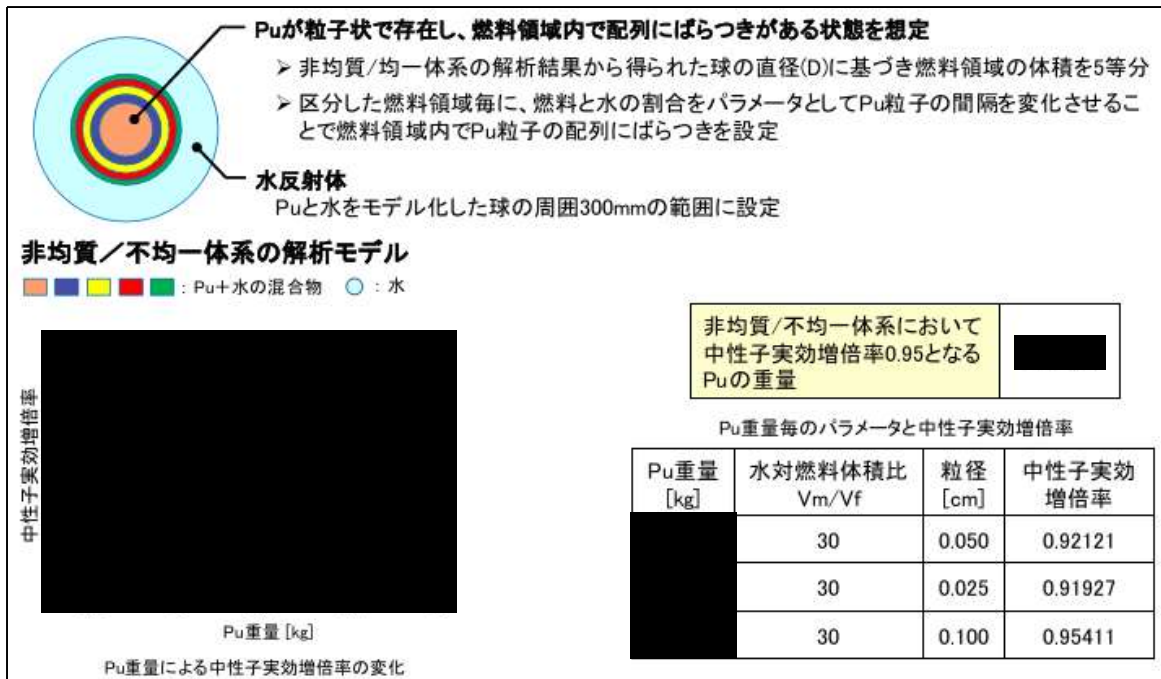 Puが粒子状で存在し、燃料領域内で配列にばらつきがある状態を想定
➢ 非均質/均一体系の解析結果から得られた球の直径(D)に基づき燃料領域の体積を5等分
➢ 区分した燃料領域毎に、燃料と水の割合をパラメータとしてPu粒子の間隔を変化させるこ
とで燃料領域内でPu粒子の配列にばらつきを設定
水反射体
Puと水をモデル化した球の周囲300mmの範囲に設定
非均質／不均一体系の解析モデル
：Pu＋水の混合物 ：水
中性子実効増倍率
Pu重量 [kg]
Pu重量による中性子実効増倍率の変化
非均質/不均一体系において
中性子実効増倍率0.95となる
Puの重量
Pu重量毎のパラメータと中性子実効増倍率
Pu重量 水対燃料体積比 粒径 中性子実効
[kg] Vm/Vf [cm] 増倍率
30 0.050 0.92121
30 0.025 0.91927
30 0.100 0.95411